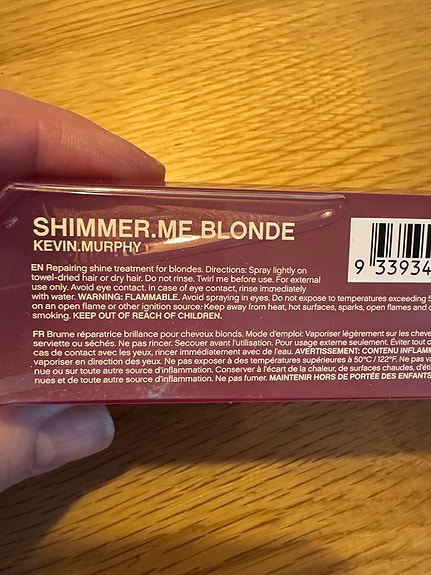 SHIMMER.ME BLONDE
KEVIN.MURPHY
EN Repairing shine treatment for blondes. Directions: Spray lightly on
towel-dried hair or dry hair. Do not rinse. Twirl me before use. For external
use only. Avoid eye contact. In case of eye contact, rinse immediately
with water. WARNING: FLAMMABLE. Avoid spraying in eyes. Do not expose to temperatures exceeding 5
on an open flame or other ignition source: Keep away from heat, hot surfaces, sparks, open flames and
smoking. KEEP OUT OF REACH OF CHILDREN.
FR Brume réparatrice brillance pour cheveux blonds. Mode d'emploi: Vaporiser légèrement sur les
serviette ou séchés. Ne pas rincer. Secouer avant l'utilisation. Pour usage externe seulement. Éviter tout
cas de contact avec les yeux, rincer immédiatement avec de l'eau. AVERTISSEMENT: CONTENU
vaporiser en direction des yeux. Ne pas exposer à des températures supérieures à 50°C / 122°F. Ne pas
nue ou sur toute autre source d'inflammation. Conserver à l'écart de la chaleur, de surfaces chaudes,
nues et de toute autre source d'inflammation. Ne pas fumer. MAINTENIR HORS DE PORTÉE DES ENFANTS
9 33934